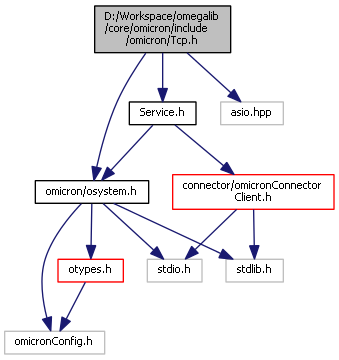 D:/Workspace/omegalib
/core/omicron/include
/omicron/Tcp.h
Service.h
asio.hpp
omicron/osystem.h
connector/omicronConnector
Client.h
otypes.h
stdio.h
stdlib.h
omicronConfig.h